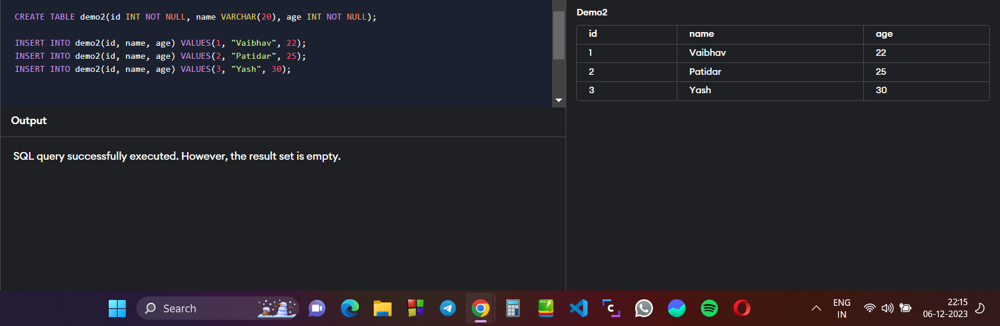 CREATE TABLE demo2(id INT NOT NULL, name VARCHAR(20), age INT NOT NULL);
INSERT INTO demo2(id, name, age) VALUES(1, "Vaibhav", 22);
INSERT INTO demo2(id, name, age) VALUES(2, "Patidar", 25);
INSERT INTO demo2(id, name, age) VALUES(3, "Yash", 30);
Output
SQL query successfully executed. However, the result set is empty.
Demo2
id name age
1 Vaibhav 22
2 Patidar 25
3 Yash 30
Search
C
ENG
IN
22:15
06-12-2023